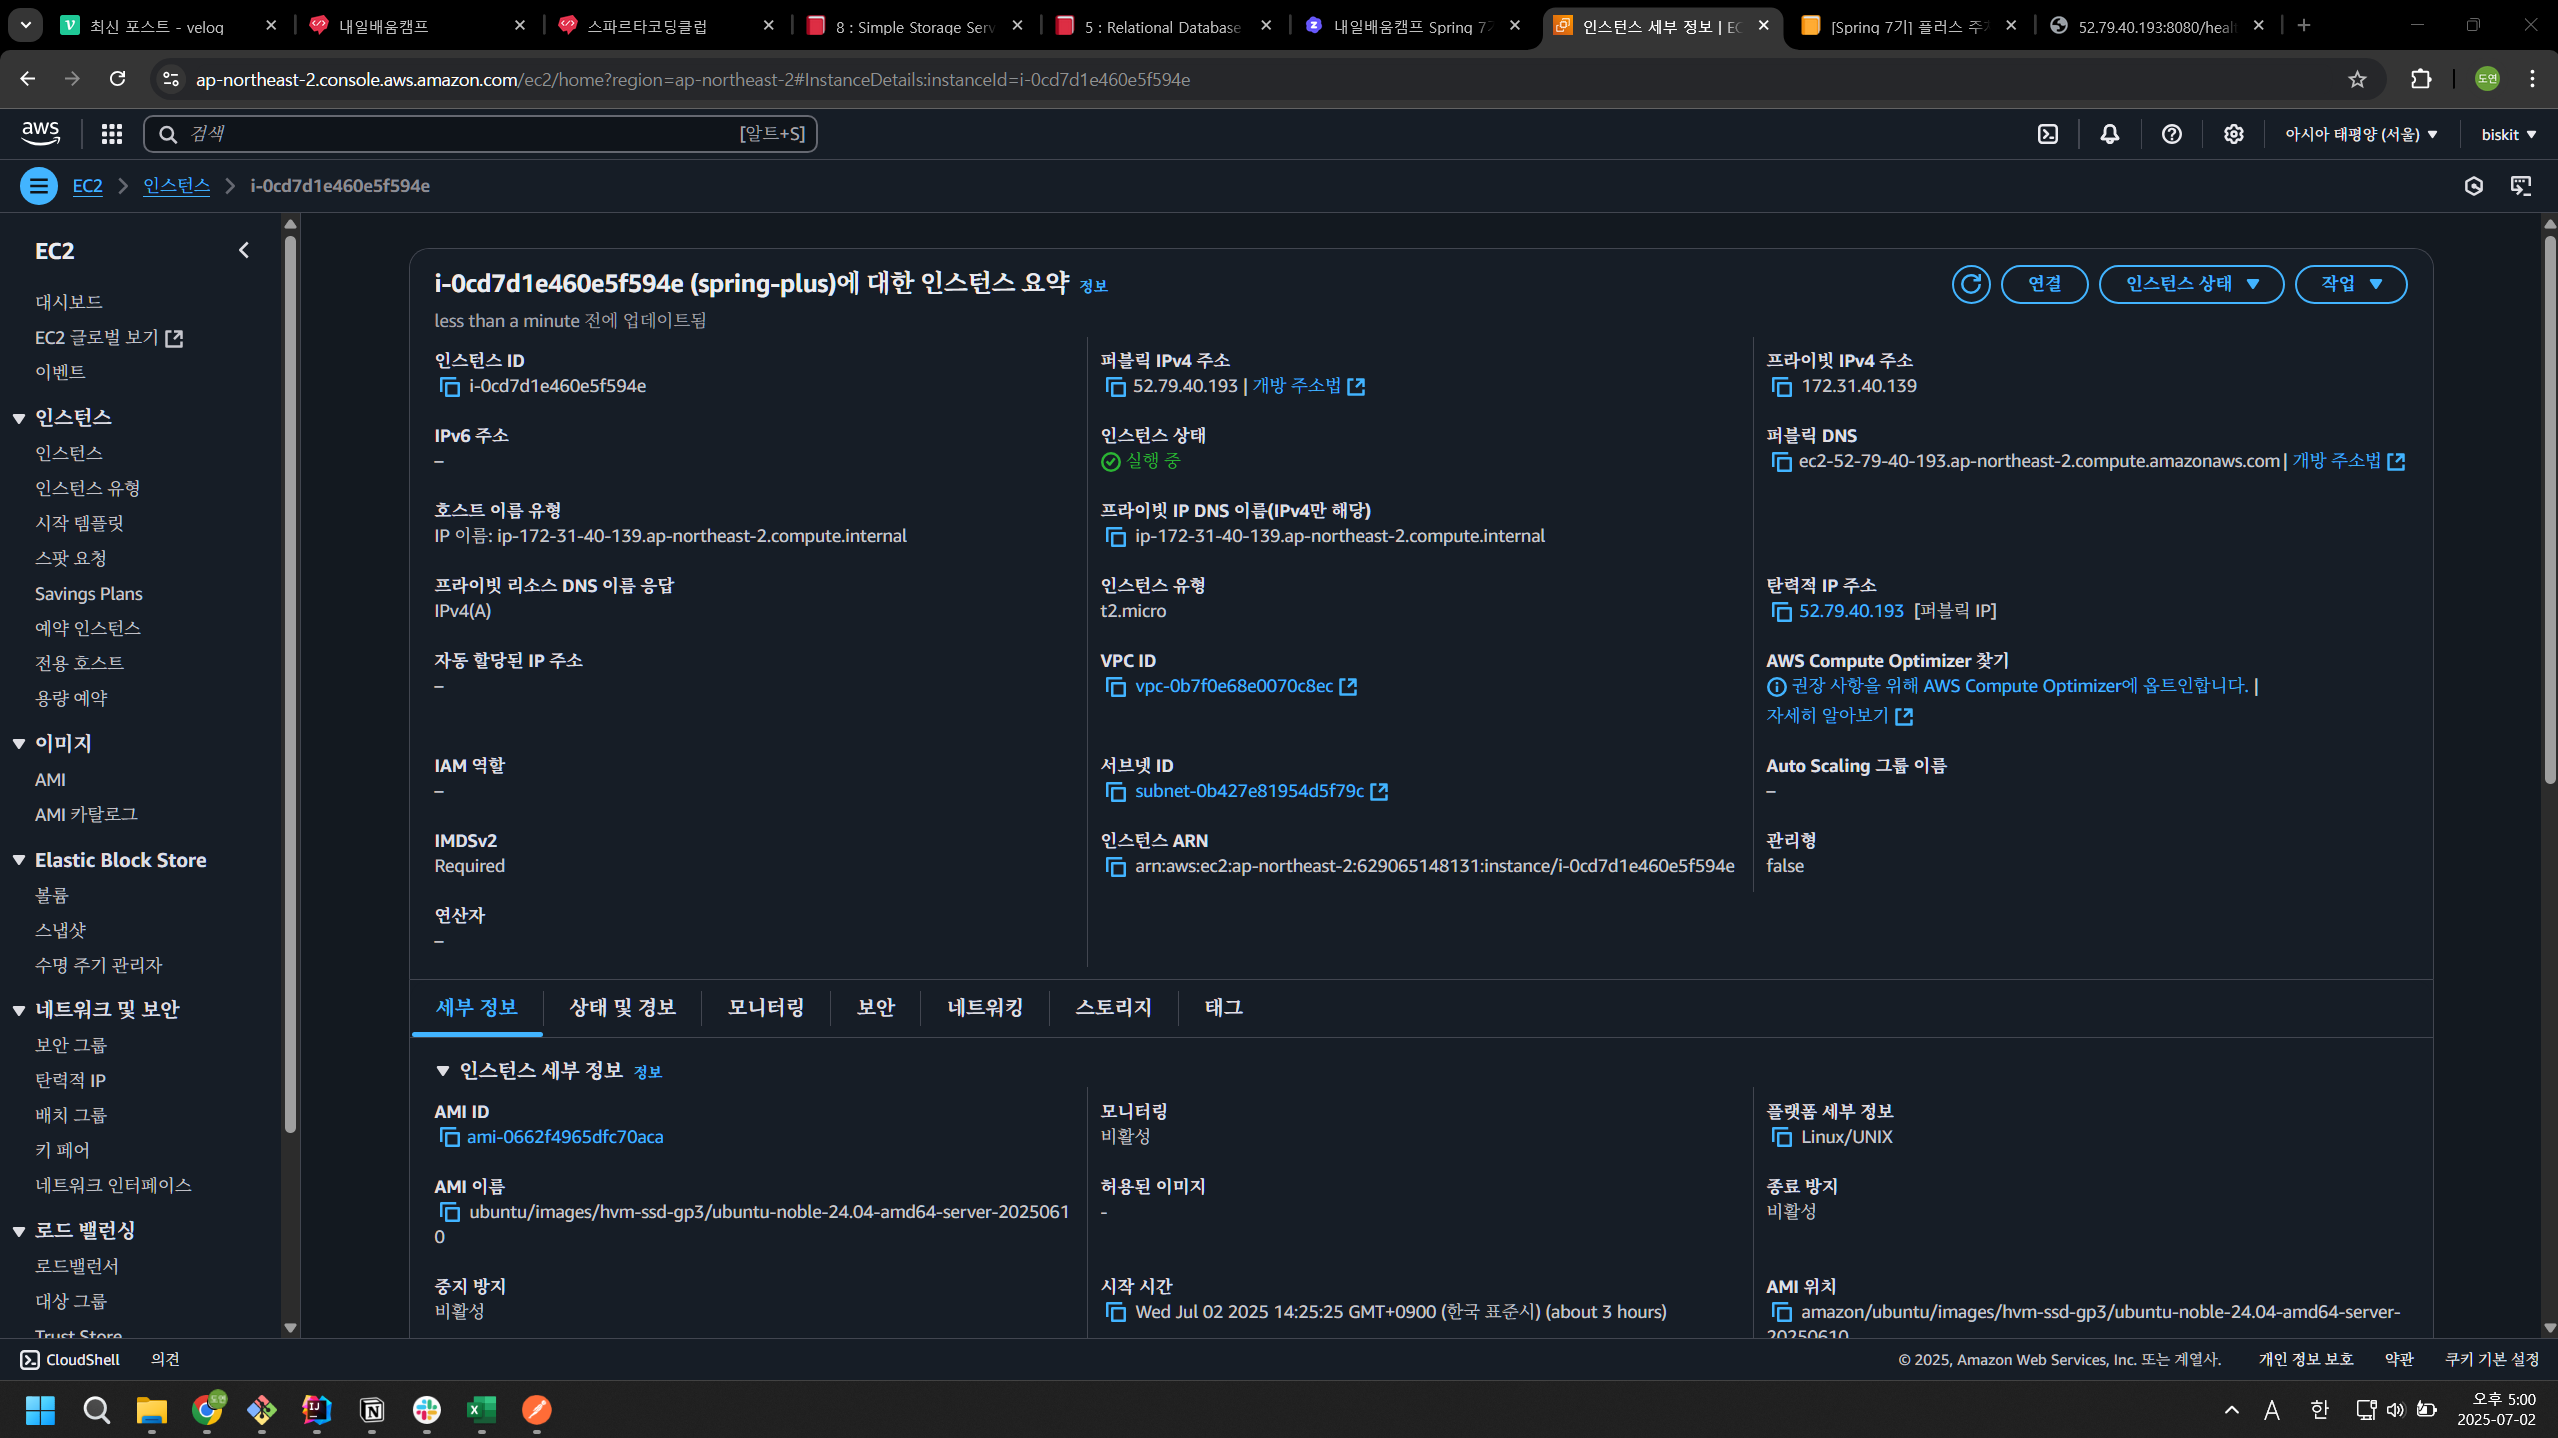 최신 포스트 - velog
내일배움캠프
스파르타코딩클럽
8 : Simple Storage Serv
5 : Relational Database
내일배움캠프 Spring 7기
인스턴스 세부 정보 | EC
[Spring 7기] 플러스 주차
52.79.40.193:8080/healt
ap-northeast-2.console.aws.amazon.com/ec2/home?region=ap-northeast-2#InstanceDetails:instanceId=i-0cd7d1e460e5f594e
도연
aws
검색
[알트+S]
아시아 태평양 (서울)
biskit
EC2
인스턴스
i-0cd7d1e460e5f594e
EC2
대시보드
EC2 글로벌 보기
이벤트
인스턴스
인스턴스
인스턴스 유형
시작 템플릿
스팟 요청
Savings Plans
예약 인스턴스
전용 호스트
용량 예약
이미지
AMI
AMI 카탈로그
Elastic Block Store
볼륨
스냅샷
수명 주기 관리자
네트워크 및 보안
보안 그룹
탄력적 IP
배치 그룹
키 페어
네트워크 인터페이스
로드 밸런싱
로드밸런서
대상 그룹
Trust Store
i-0cd7d1e460e5f594e (spring-plus)에 대한 인스턴스 요약 정보
less than a minute 전에 업데이트됨
연결
인스턴스 상태
작업
인스턴스 ID
i-0cd7d1e460e5f594e
퍼블릭 IPv4 주소
52.79.40.193 | 개방 주소법
프라이빗 IPv4 주소
172.31.40.139
IPv6 주소
–
인스턴스 상태
실행 중
퍼블릭 DNS
ec2-52-79-40-193.ap-northeast-2.compute.amazonaws.com | 개방 주소법
호스트 이름 유형
IP 이름: ip-172-31-40-139.ap-northeast-2.compute.internal
프라이빗 IP DNS 이름(IPv4만 해당)
ip-172-31-40-139.ap-northeast-2.compute.internal
프라이빗 리소스 DNS 이름 응답
IPv4(A)
인스턴스 유형
t2.micro
탄력적 IP 주소
52.79.40.193 [퍼블릭 IP]
자동 할당된 IP 주소
–
VPC ID
vpc-0b7f0e68e0070c8ec
AWS Compute Optimizer 찾기
권장 사항을 위해 AWS Compute Optimizer에 옵트인합니다. |
자세히 알아보기
IAM 역할
–
서브넷 ID
subnet-0b427e81954d5f79c
Auto Scaling 그룹 이름
–
IMDSv2
Required
인스턴스 ARN
arn:aws:ec2:ap-northeast-2:629065148131:instance/i-0cd7d1e460e5f594e
관리형
false
연산자
–
세부 정보
상태 및 경보
모니터링
보안
네트워킹
스토리지
태그
인스턴스 세부 정보 정보
AMI ID
ami-0662f4965dfc70aca
모니터링
비활성
플랫폼 세부 정보
Linux/UNIX
AMI 이름
ubuntu/images/hvm-ssd-gp3/ubuntu-noble-24.04-amd64-server-2025061
0
허용된 이미지
-
종료 방지
비활성
중지 방지
비활성
시작 시간
Wed Jul 02 2025 14:25:25 GMT+0900 (한국 표준시) (about 3 hours)
AMI 위치
amazon/ubuntu/images/hvm-ssd-gp3/ubuntu-noble-24.04-amd64-server-
20250610
CloudShell
의견
© 2025, Amazon Web Services, Inc. 또는 계열사.
개인 정보 보호
약관
쿠키 기본 설정
A
한
오후 5:00
2025-07-02